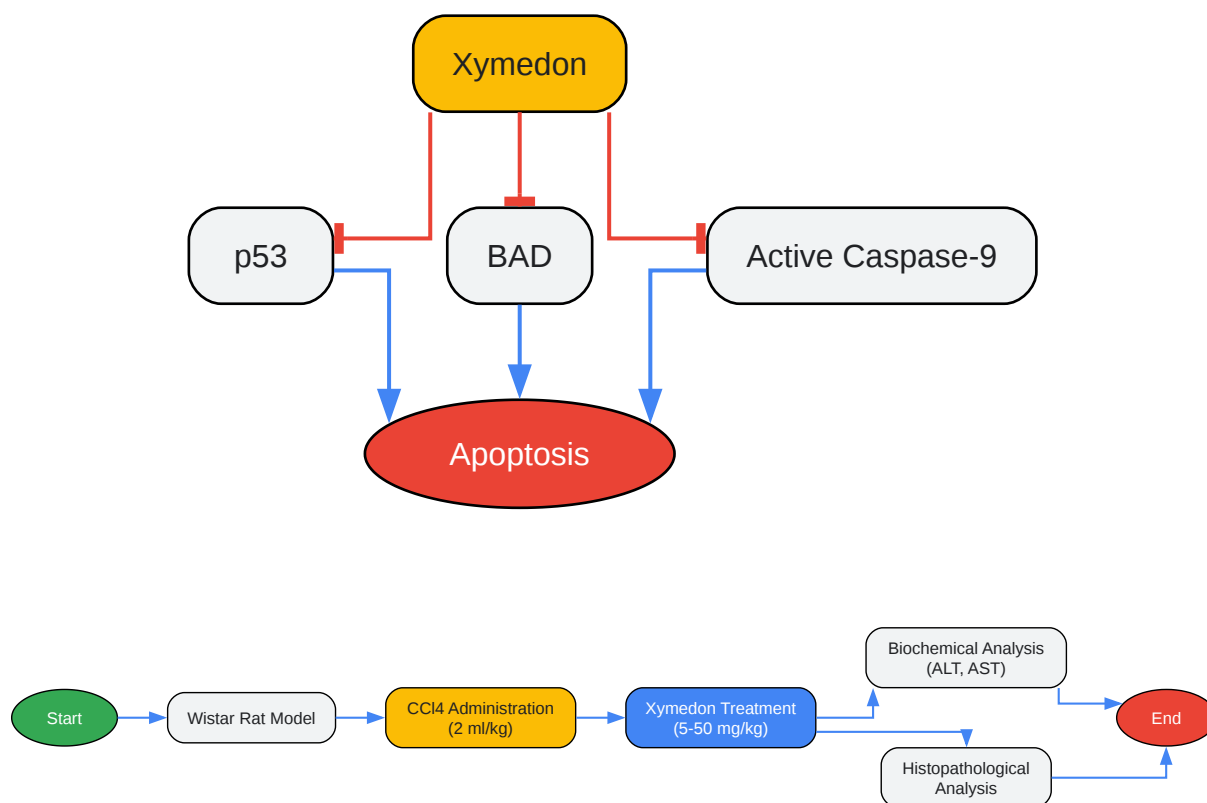 Xymedon
p53
BAD
Active Caspase-9
Apoptosis
Start
Wistar Rat Model
CCl4 Administration
(2 ml/kg)
Xymedon Treatment
(5-50 mg/kg)
Biochemical Analysis
(ALT, AST)
Histopathological
Analysis
End